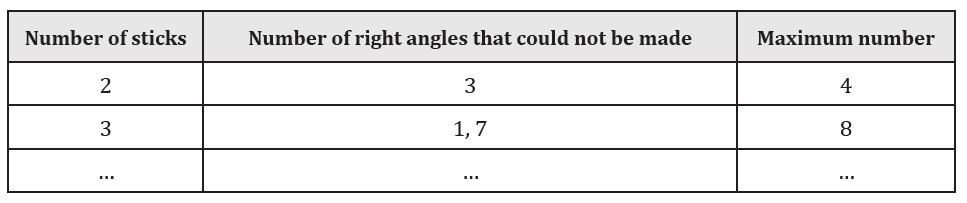 Number of sticks Number of right angles that could not be made Maximum number
2 3 4
3 1, 7 8
... ... ...